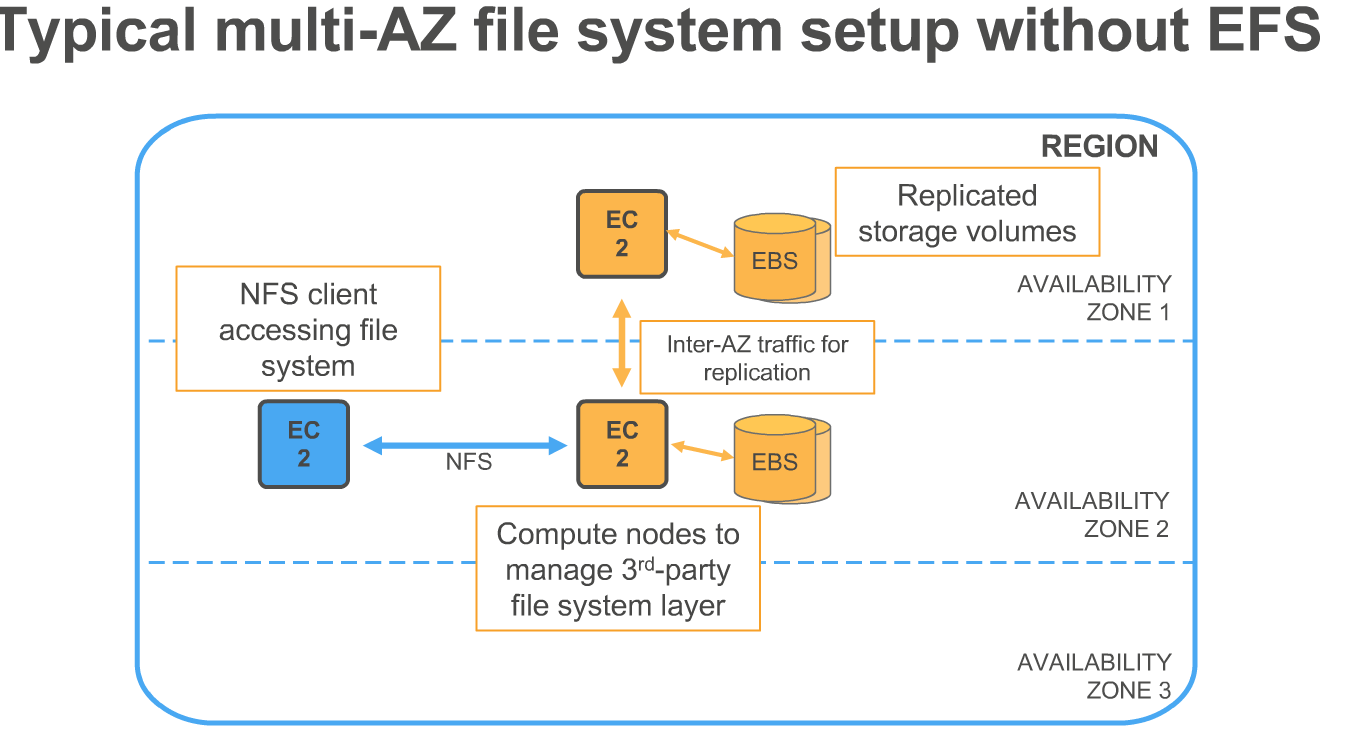 Typical multi-AZ file system setup without EFS
REGION
Replicated
storage volumes
EC
2
EBS
AVAILABILITY
ZONE 1
NFS client
accessing file
system
Inter-AZ traffic for
replication
EC
2
NFS
EC
2
EBS
AVAILABILITY
ZONE 2
Compute nodes to
manage 3rd-party
file system layer
AVAILABILITY
ZONE 3